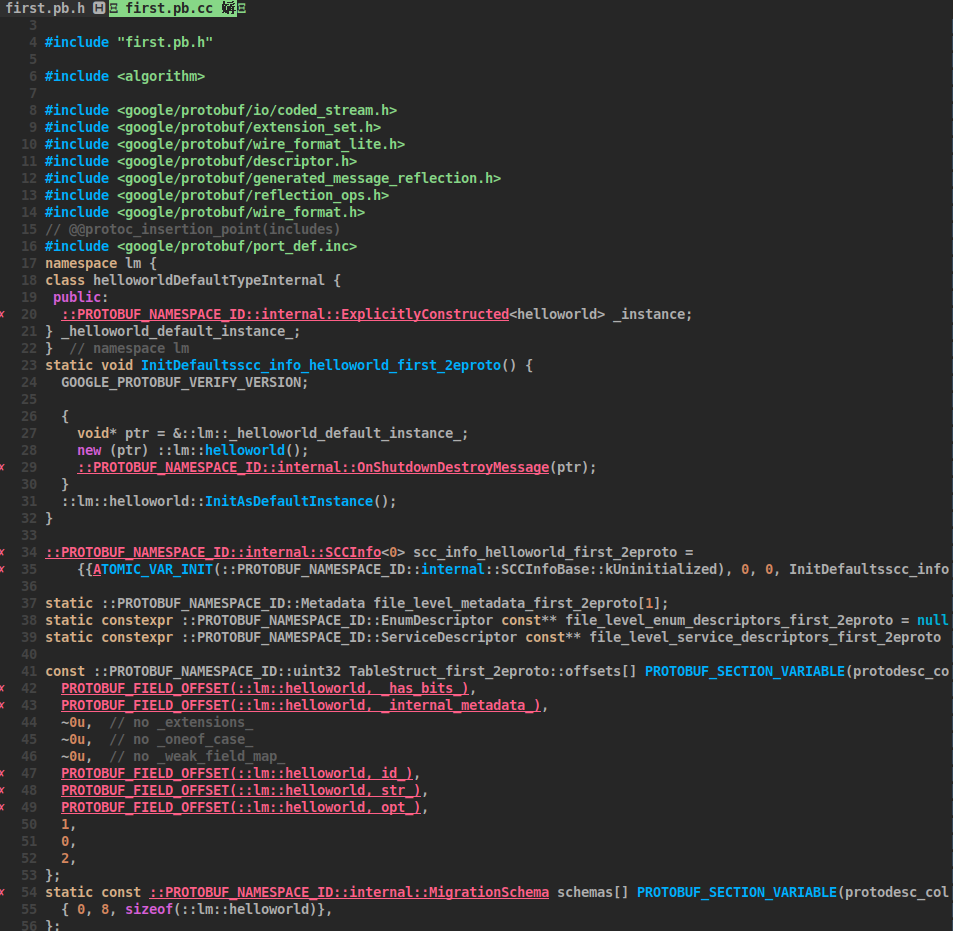 first.pb.h H first.pb.cc
3
4 #include "first.pb.h"
5
6 #include <algorithm>
7
8 #include <google/protobuf/io/coded_stream.h>
9 #include <google/protobuf/extension_set.h>
10 #include <google/protobuf/wire_format_lite.h>
11 #include <google/protobuf/descriptor.h>
12 #include <google/protobuf/generated_message_reflection.h>
13 #include <google/protobuf/reflection_ops.h>
14 #include <google/protobuf/wire_format.h>
15 // @@protoc_insertion_point(includes)
16 #include <google/protobuf/port_def.inc>
17 namespace lm {
18 class helloworldDefaultTypeInternal {
19  public:
✗ 20   ::PROTOBUF_NAMESPACE_ID::internal::ExplicitlyConstructed<helloworld> _instance;
21 } _helloworld_default_instance_;
22 }  // namespace lm
23 static void InitDefaultsscc_info_helloworld_first_2eproto() {
24   GOOGLE_PROTOBUF_VERIFY_VERSION;
25
26   {
27     void* ptr = &::lm::_helloworld_default_instance_;
28     new (ptr) ::lm::helloworld();
✗ 29     ::PROTOBUF_NAMESPACE_ID::internal::OnShutdownDestroyMessage(ptr);
30   }
31   ::lm::helloworld::InitAsDefaultInstance();
32 }
33
✗ 34 ::PROTOBUF_NAMESPACE_ID::internal::SCCInfo<0> scc_info_helloworld_first_2eproto =
✗ 35     {{ATOMIC_VAR_INIT(::PROTOBUF_NAMESPACE_ID::internal::SCCInfoBase::kUninitialized), 0, 0, InitDefaultsscc_info
36
37 static ::PROTOBUF_NAMESPACE_ID::Metadata file_level_metadata_first_2eproto[1];
38 static constexpr ::PROTOBUF_NAMESPACE_ID::EnumDescriptor const** file_level_enum_descriptors_first_2eproto = null
39 static constexpr ::PROTOBUF_NAMESPACE_ID::ServiceDescriptor const** file_level_service_descriptors_first_2eproto
40
41 const ::PROTOBUF_NAMESPACE_ID::uint32 TableStruct_first_2eproto::offsets[] PROTOBUF_SECTION_VARIABLE(protodesc_co
✗ 42   PROTOBUF_FIELD_OFFSET(::lm::helloworld, _has_bits_),
✗ 43   PROTOBUF_FIELD_OFFSET(::lm::helloworld, _internal_metadata_),
44   ~0u,  // no _extensions_
45   ~0u,  // no _oneof_case_
46   ~0u,  // no _weak_field_map_
✗ 47   PROTOBUF_FIELD_OFFSET(::lm::helloworld, id_),
✗ 48   PROTOBUF_FIELD_OFFSET(::lm::helloworld, str_),
✗ 49   PROTOBUF_FIELD_OFFSET(::lm::helloworld, opt_),
50   1,
51   0,
52   2,
53 };
✗ 54 static const ::PROTOBUF_NAMESPACE_ID::internal::MigrationSchema schemas[] PROTOBUF_SECTION_VARIABLE(protodesc_col
55   { 0, 8, sizeof(::lm::helloworld)},
56 };